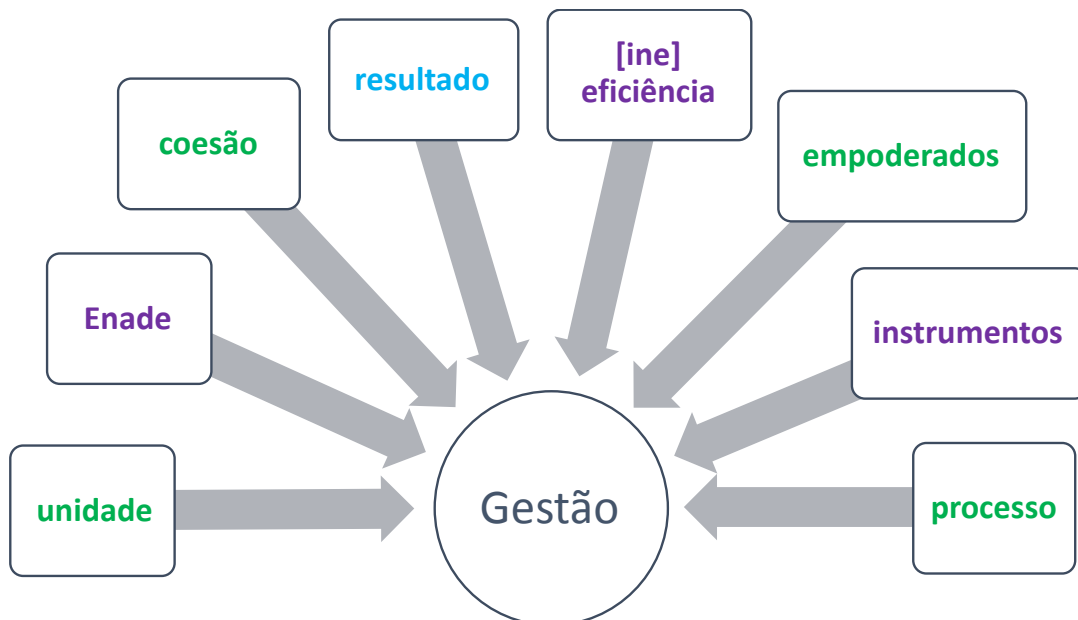 resultado
[ine]
eficiência
coesão
empoderados
Enade
instrumentos
unidade
Gestão
processo